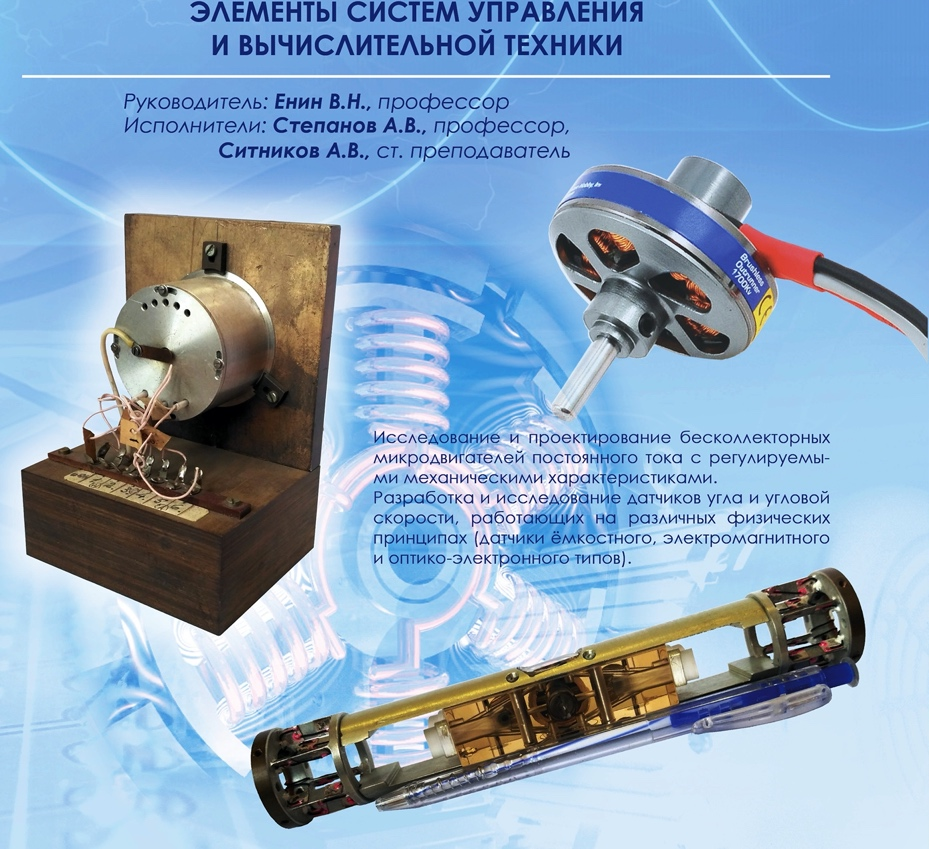 ЭЛЕМЕНТЫ СИСТЕМ УПРАВЛЕНИЯ
И ВЫЧИСЛИТЕЛЬНОЙ ТЕХНИКИ
Руководитель: Енин В.Н., профессор
Исполнители: Степанов А.В., профессор,
Ситников А.В., ст. преподаватель
Brushless
Outrunner
1700Kv
Исследование и проектирование бесколлекторных
микродвигателей постоянного тока с регулируемы-
ми механическими характеристиками.
Разработка и исследование датчиков угла и угловой
скорости, работающих на различных физических
принципах (датчики ёмкостного, электромагнитного
и оптико-электронного типов).